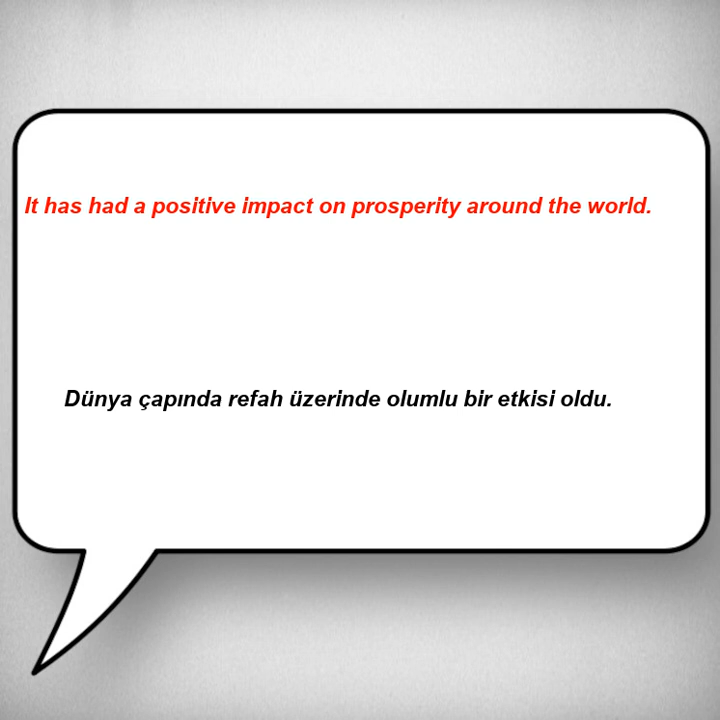 It has had a positive impact on prosperity around the world.
Dünya çapında refah üzerinde olumlu bir etkisi oldu.